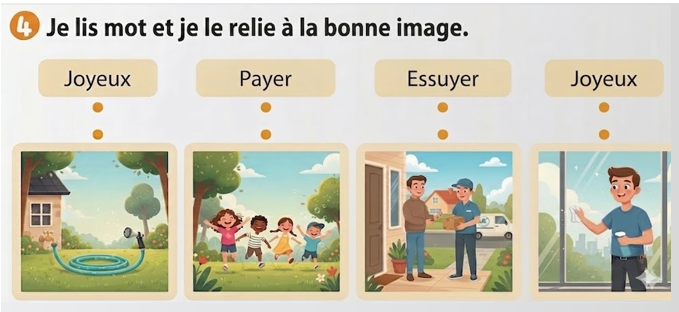 4 Je lis mot et je le relie à la bonne image.
Joyeux Payer Essuyer Joyeux